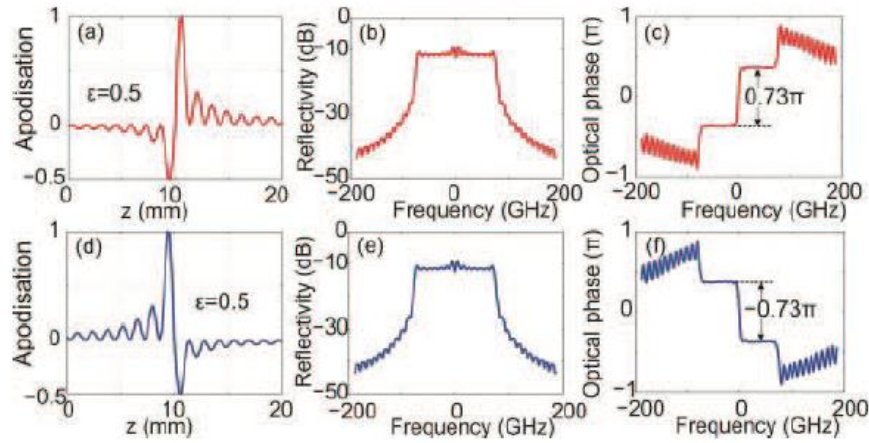 (a)
ε=0.5
Apodisation
1
0
−0.5
0
10
20
z (mm)
(b)
Reflectivity (dB)
0
−10
−30
−50
−200
0
200
Frequency (GHz)
(c)
Optical phase (π)
1
0
−1
0.73π
−200
0
200
Frequency (GHz)
(d)
ε=0.5
Apodisation
1
0
−0.5
0
10
20
z (mm)
(e)
Reflectivity (dB)
0
−10
−30
−50
−200
0
200
Frequency (GHz)
(f)
Optical phase (π)
1
0
−1
−0.73π
−200
0
200
Frequency (GHz)